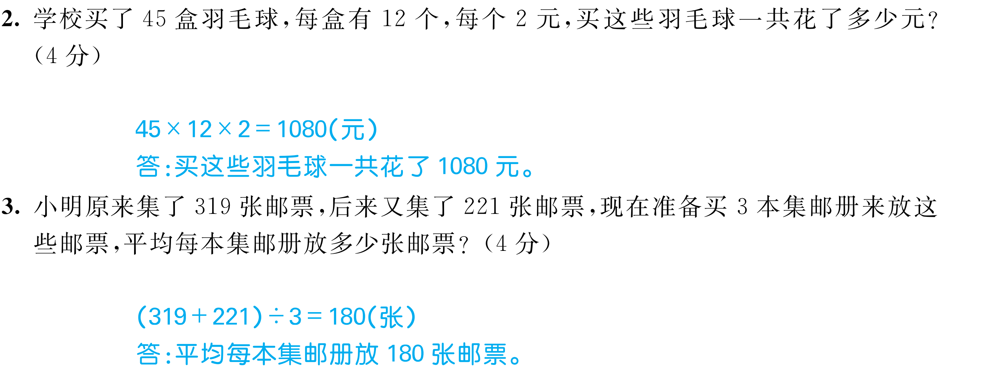 2. 学校买了 45 盒羽毛球,每盒有 12 个,每个 2 元,买这些羽毛球一共花了多少元?
(4 分)
45×12×2=1080(元)
答:买这些羽毛球一共花了 1080 元。
3. 小明原来集了 319 张邮票,后来又集了 221 张邮票,现在准备买 3 本集邮册来放这
些邮票,平均每本集邮册放多少张邮票?(4 分)
(319+221)÷3=180(张)
答:平均每本集邮册放 180 张邮票。